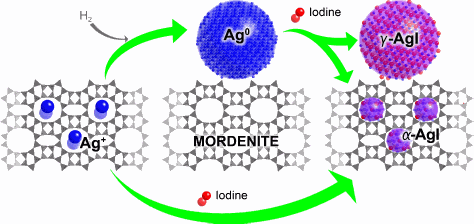 H₂
Ag⁰
Iodine
γ-AgI
Ag⁺
MORDENITE
α-AgI
Iodine